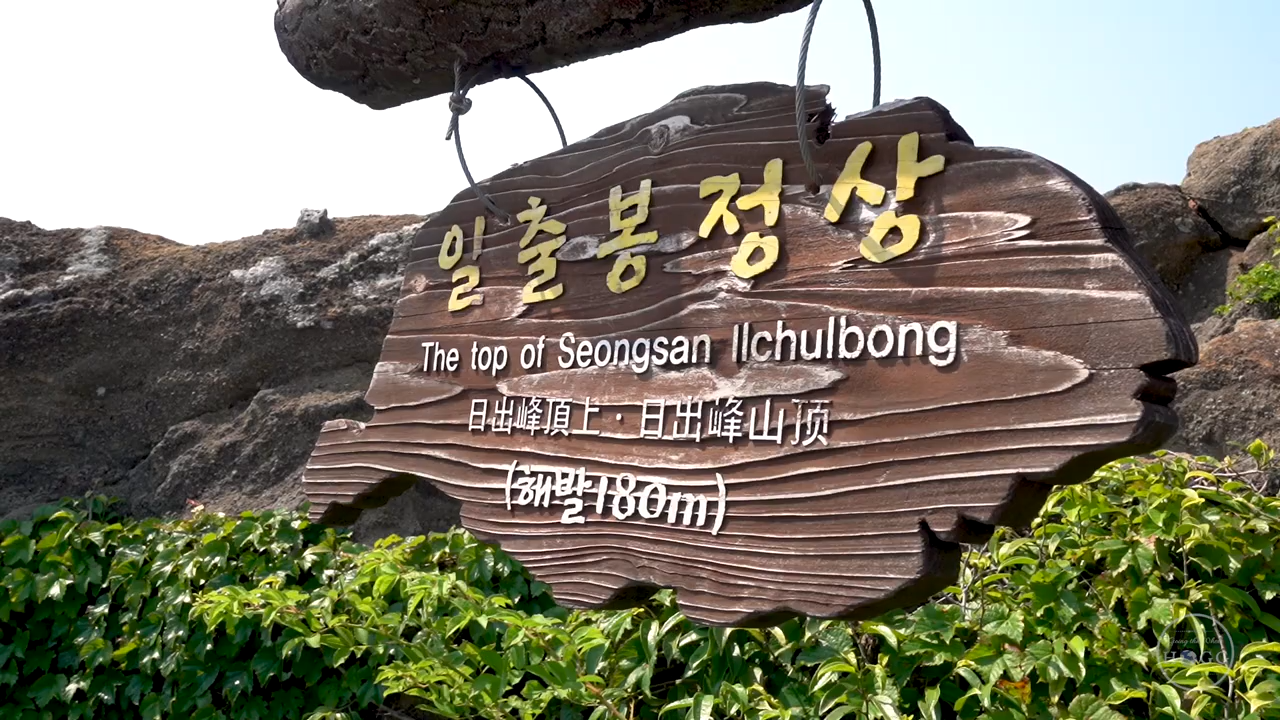 일출봉정상
The top of Seongsan Ilchulbong
日出峰頂上 · 日出峰山顶
(해발180m)